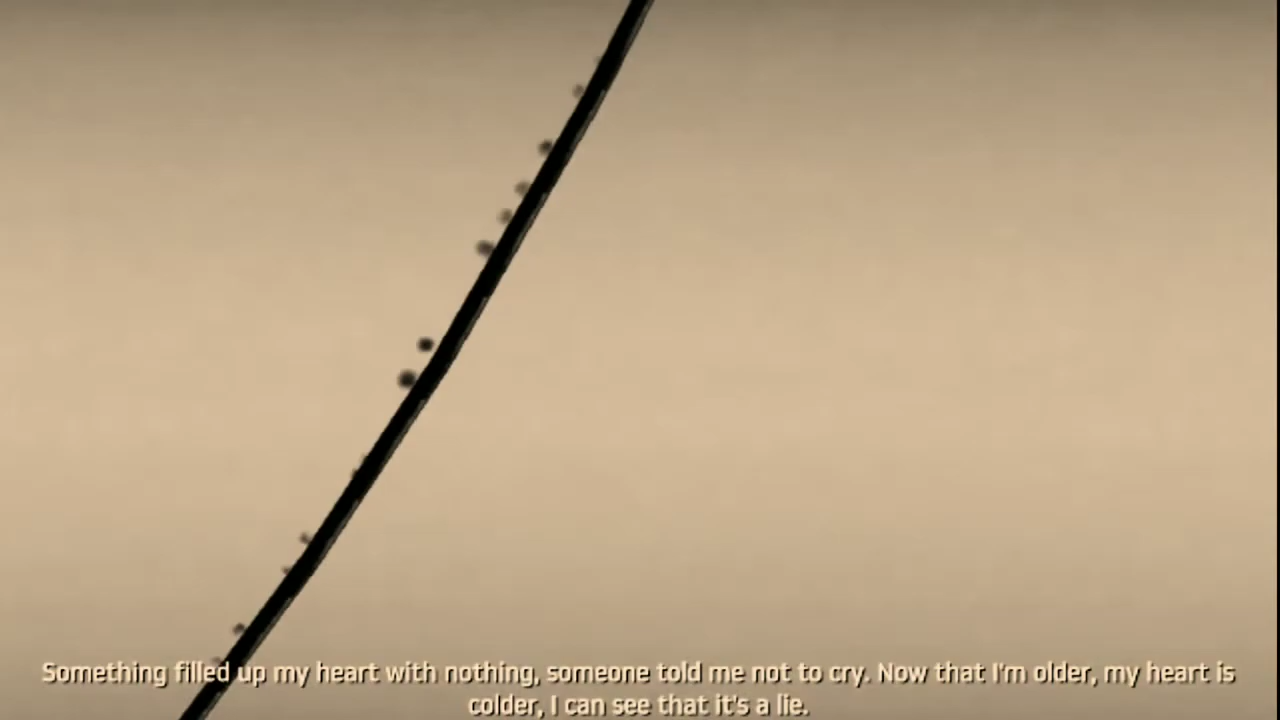 Something filled up my heart with nothing, someone told me not to cry. Now that I'm older, my heart is
colder, I can see that it's a lie.